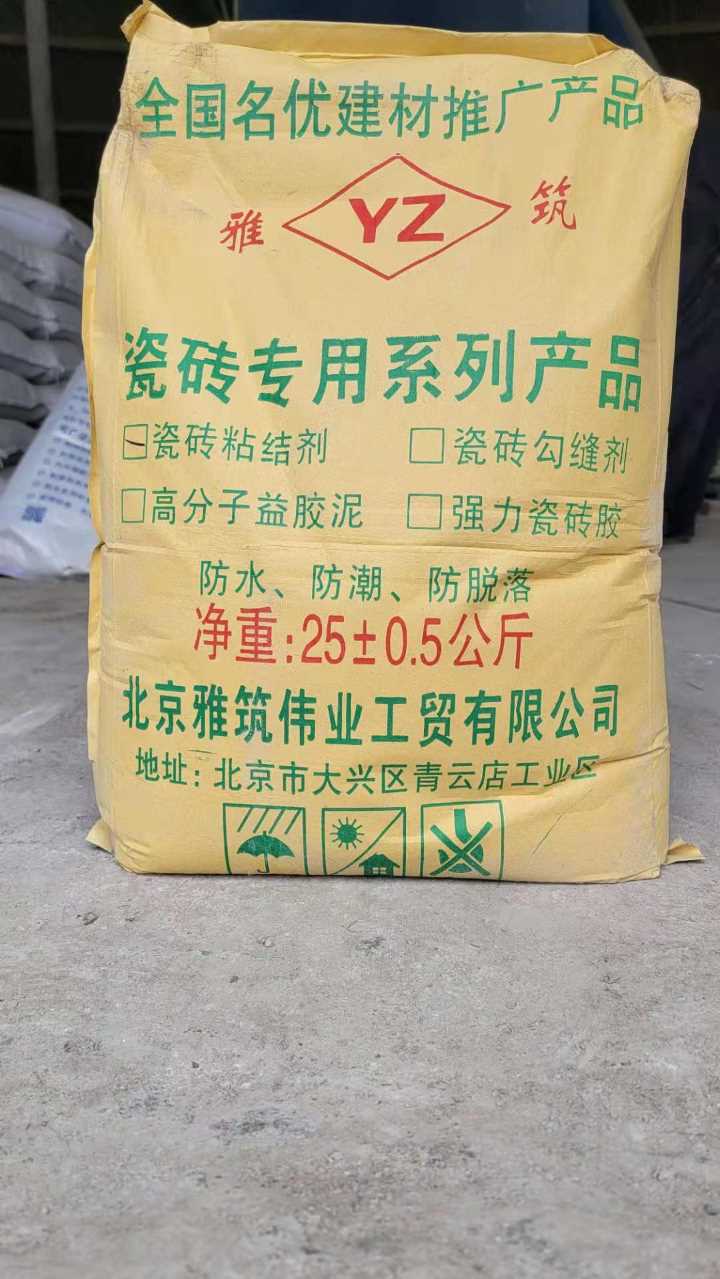 全国名优建材推广产品
雅 YZ 筑
瓷砖专用系列产品
瓷砖粘结剂 瓷砖勾缝剂
高分子益胶泥 强力瓷砖胶
防水、防潮、防脱落
净重:25±0.5公斤
北京雅筑伟业工贸有限公司
地址:北京市大兴区青云店工业区